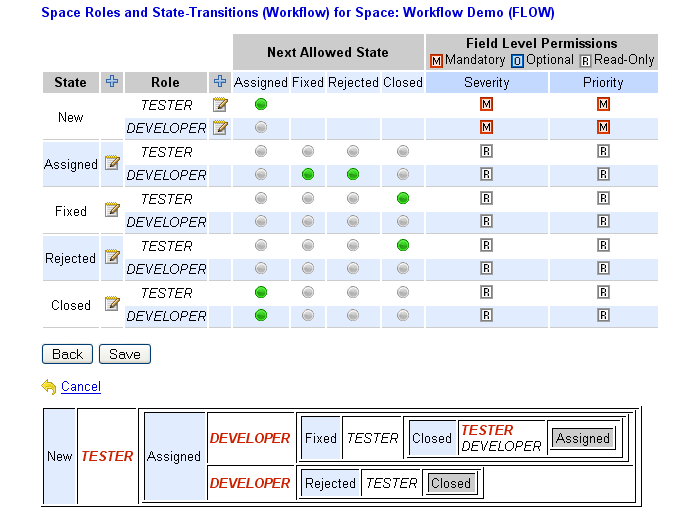 Space Roles and State-Transitions (Workflow) for Space: Workflow Demo (FLOW)
Next Allowed State Field Level Permissions
M Mandatory O Optional R Read-Only
State Role Assigned Fixed Rejected Closed Severity Priority
New TESTER M M
DEVELOPER M M
Assigned TESTER R R
DEVELOPER R R
Fixed TESTER R R
DEVELOPER R R
Rejected TESTER R R
DEVELOPER R R
Closed TESTER R R
DEVELOPER R R
Back Save
Cancel
New TESTER Assigned DEVELOPER Fixed TESTER Closed TESTER DEVELOPER Assigned
DEVELOPER Rejected TESTER Closed